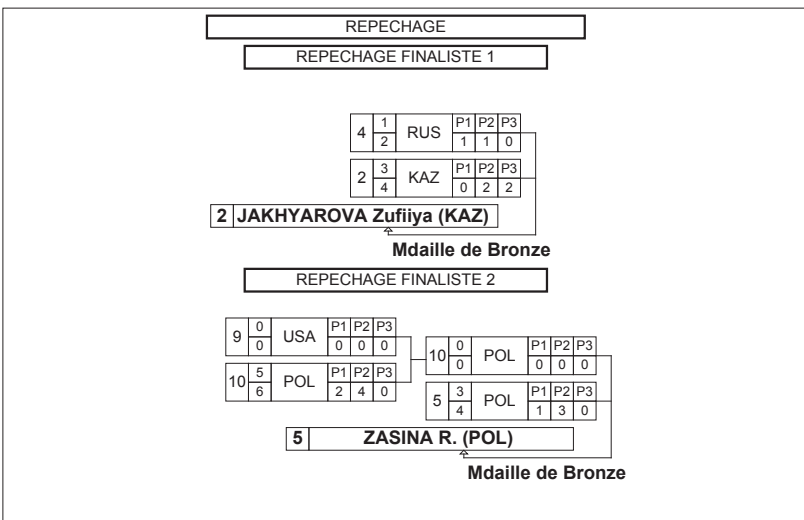 REPECHAGE
REPECHAGE FINALISTE 1
1 P1 P2 P3
4 RUS
2 1 1 0
3 P1 P2 P3
2 KAZ
4 0 2 2
2 JAKHYAROVA Zufiiya (KAZ)
Mdaille de Bronze
REPECHAGE FINALISTE 2
0 P1 P2 P3
9 USA
0 0 0 0
5 P1 P2 P3
10 POL
6 2 4 0
0 P1 P2 P3
10 POL
0 0 0 0
3 P1 P2 P3
5 POL
4 1 3 0
5 ZASINA R. (POL)
Mdaille de Bronze